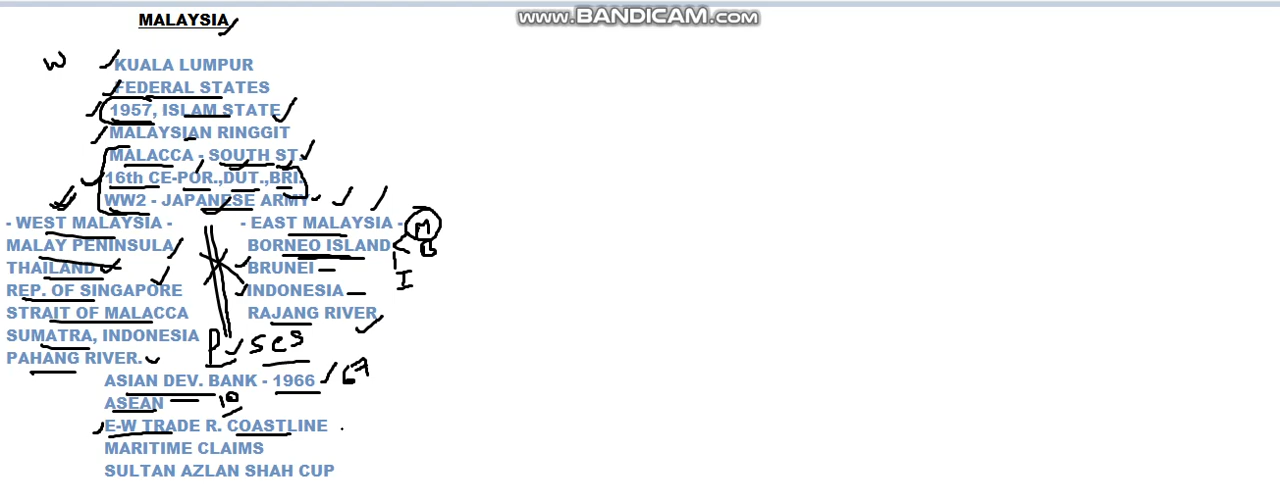 www.BANDICAM.com
MALAYSIA
W
KUALA LUMPUR
FEDERAL STATES
1957, ISLAM STATE
MALAYSIAN RINGGIT
MALACCA - SOUTH ST.
16th CE-POR.,DUT.,BRI.
WW2 - JAPANESE ARMY
- WEST MALAYSIA -
MALAY PENINSULA
THAILAND
REP. OF SINGAPORE
STRAIT OF MALACCA
SUMATRA, INDONESIA
PAHANG RIVER.
- EAST MALAYSIA -
M
BORNEO ISLAND
B
BRUNEI
I
INDONESIA
RAJANG RIVER
P SCS
ASIAN DEV. BANK - 1966
67
ASEAN
10
E-W TRADE R. COASTLINE
MARITIME CLAIMS
SULTAN AZLAN SHAH CUP